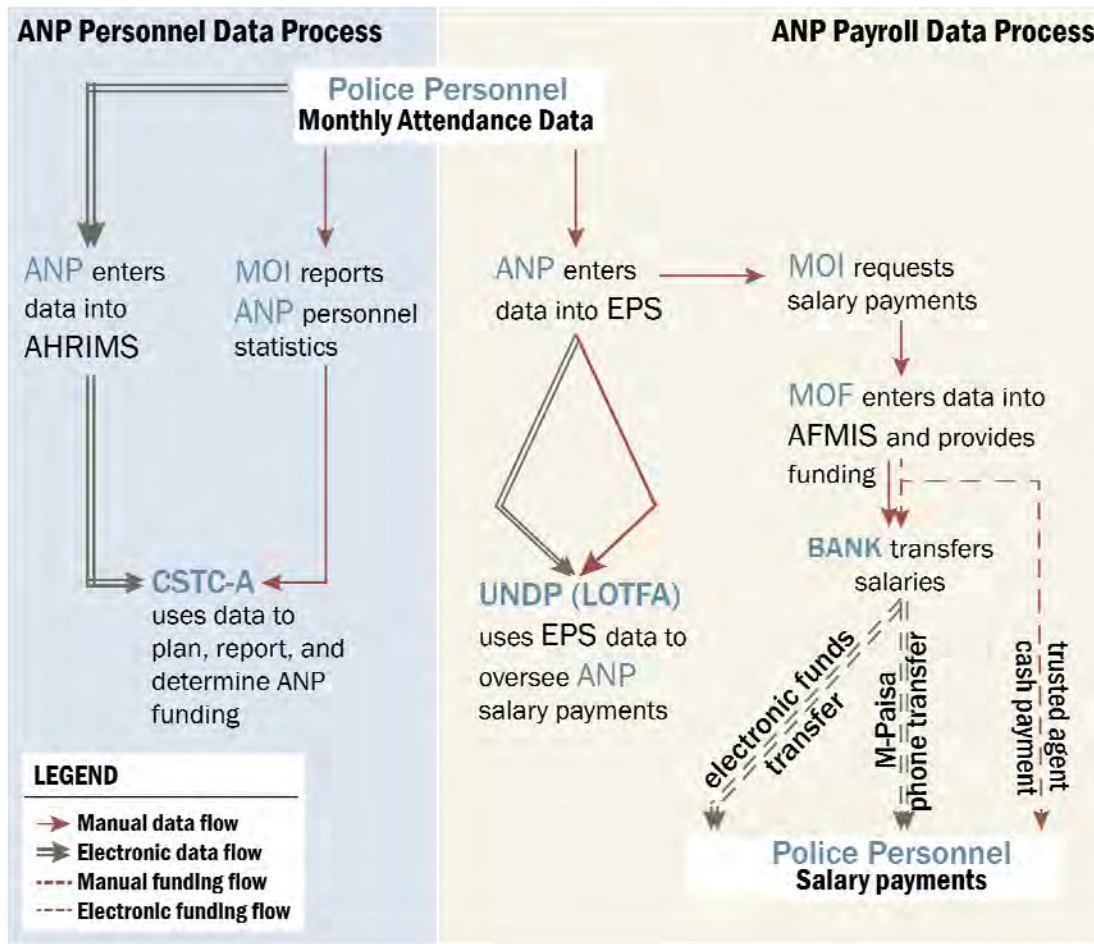 ANP Personnel Data Process
ANP Payroll Data Process
Police Personnel
Monthly Attendance Data
ANP enters
data into
AHRIMS
MOI reports
ANP personnel
statistics
CSTC-A
uses data to
plan, report, and
determine ANP
funding
ANP enters
data into EPS
UNDP (LOTFA)
uses EPS data to
oversee ANP
salary payments
MOI requests
salary payments
MOF enters data into
AFMIS and provides
funding
BANK transfers
salaries
electronic funds
transfer
M-Paisa
phone transfer
trusted agent
cash payment
Police Personnel
Salary payments
LEGEND
Manual data flow
Electronic data flow
Manual funding flow
Electronic funding flow